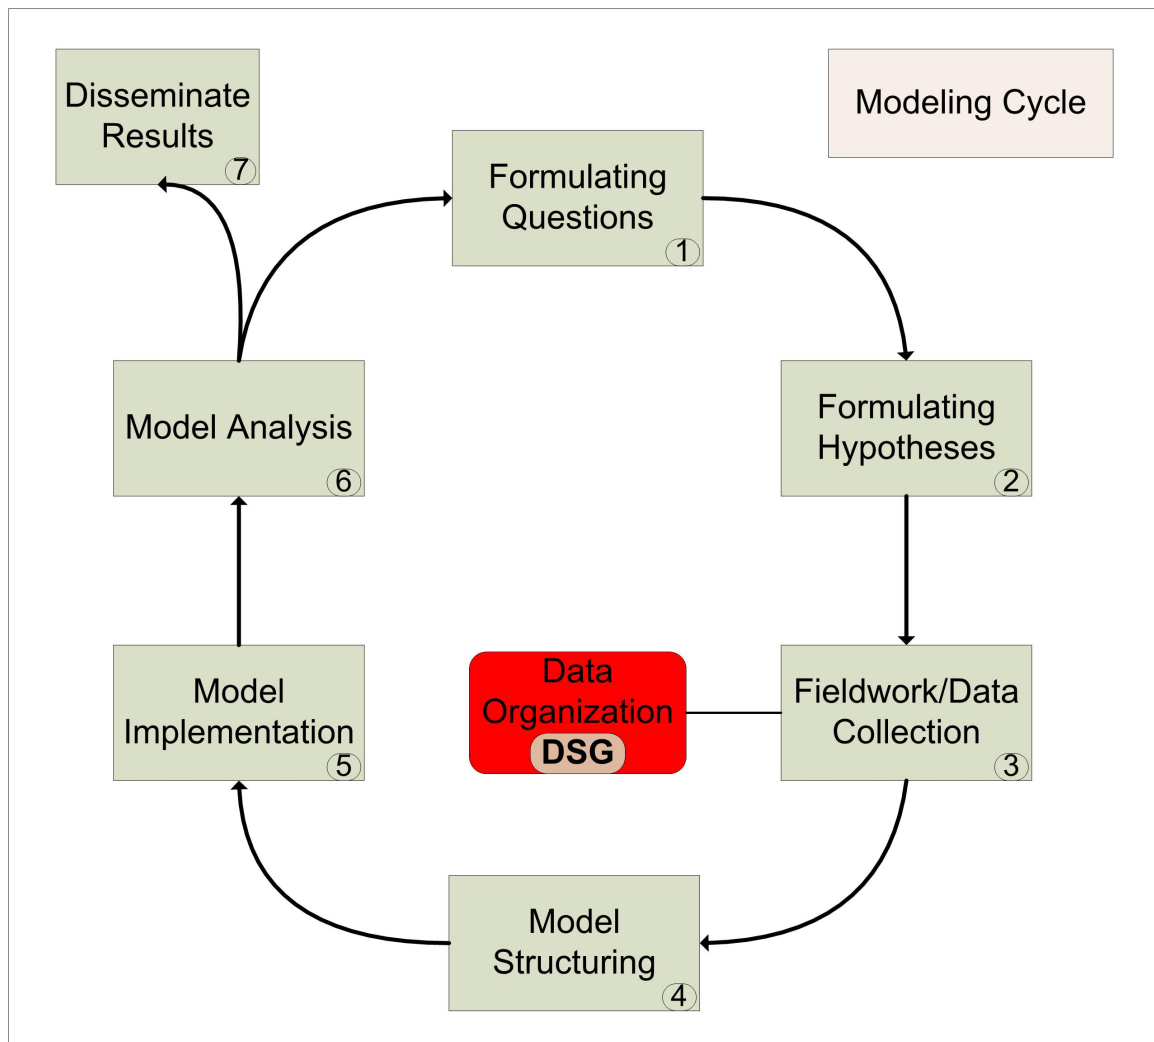 Disseminate
Results
7
Modeling Cycle
Formulating
Questions
1
Model Analysis
6
Formulating
Hypotheses
2
Model
Implementation
5
Data
Organization
DSG
Fieldwork/Data
Collection
3
Model
Structuring
4